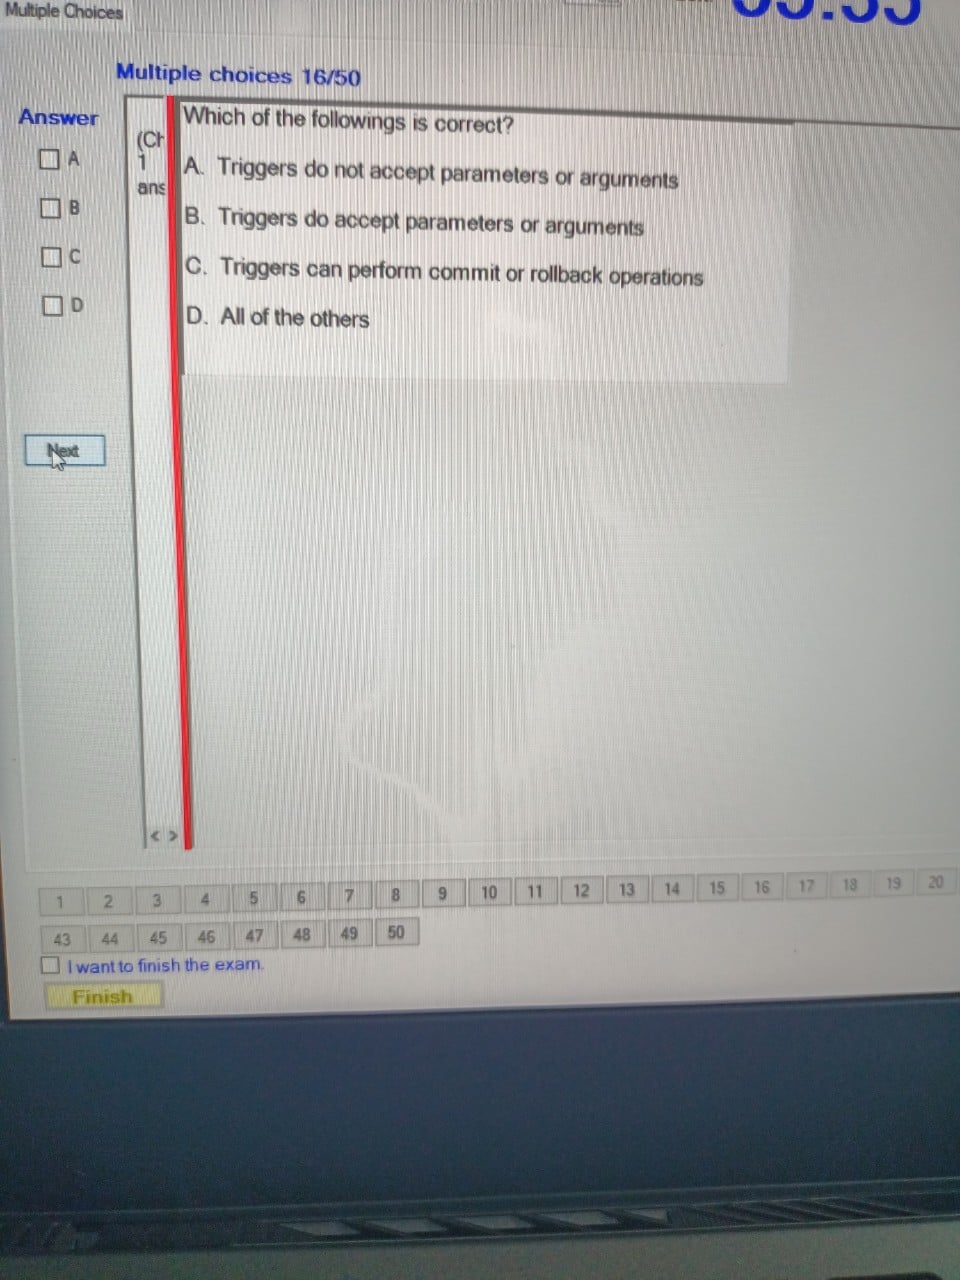 Multiple Choices
Multiple choices 16/50
Answer
A
B
C
D
Next
1
Which of the followings is correct?
A. Triggers do not accept parameters or arguments
B. Triggers do accept parameters or arguments
C. Triggers can perform commit or rollback operations
D. All of the others
1 2 3 4 5 6 7 8 9 10 11 12 13 14 15 16 17 18 19 20
43 44 45 46 47 48 49 50
I want to finish the exam.
Finish